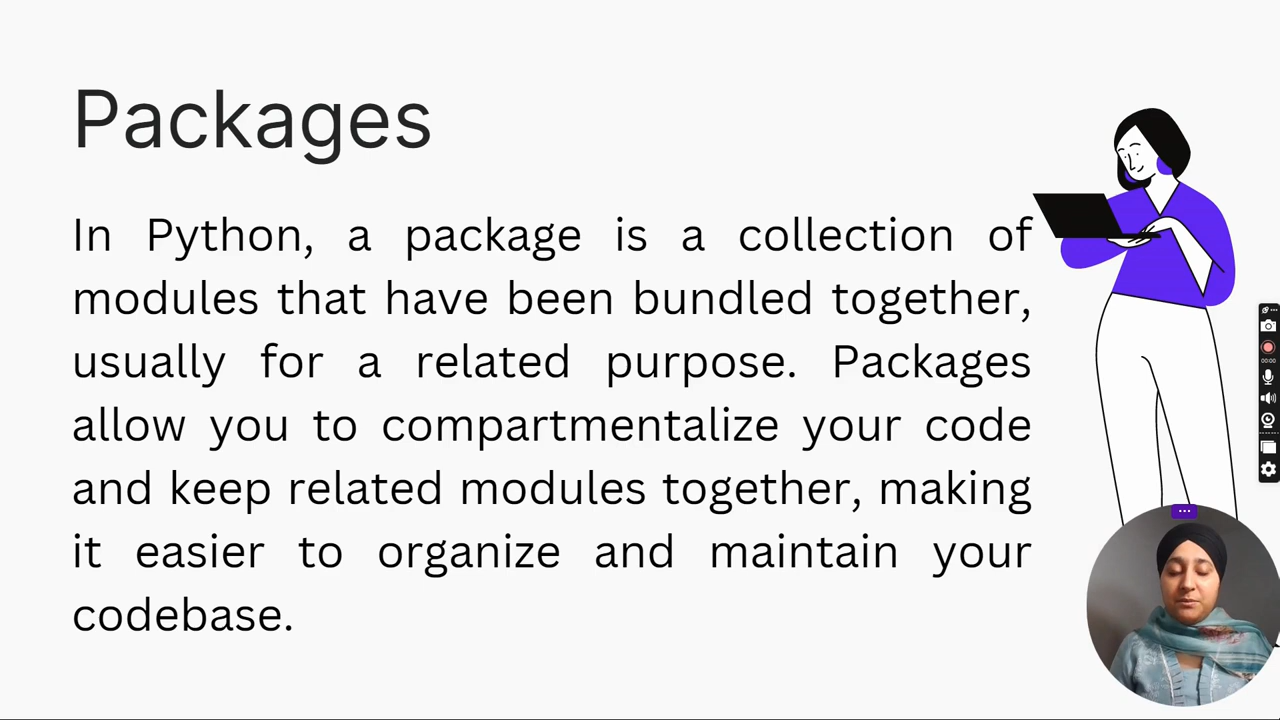 Packages
In Python, a package is a collection of
modules that have been bundled together,
usually for a related purpose. Packages
allow you to compartmentalize your code
and keep related modules together, making
it easier to organize and maintain your
codebase.
00:00